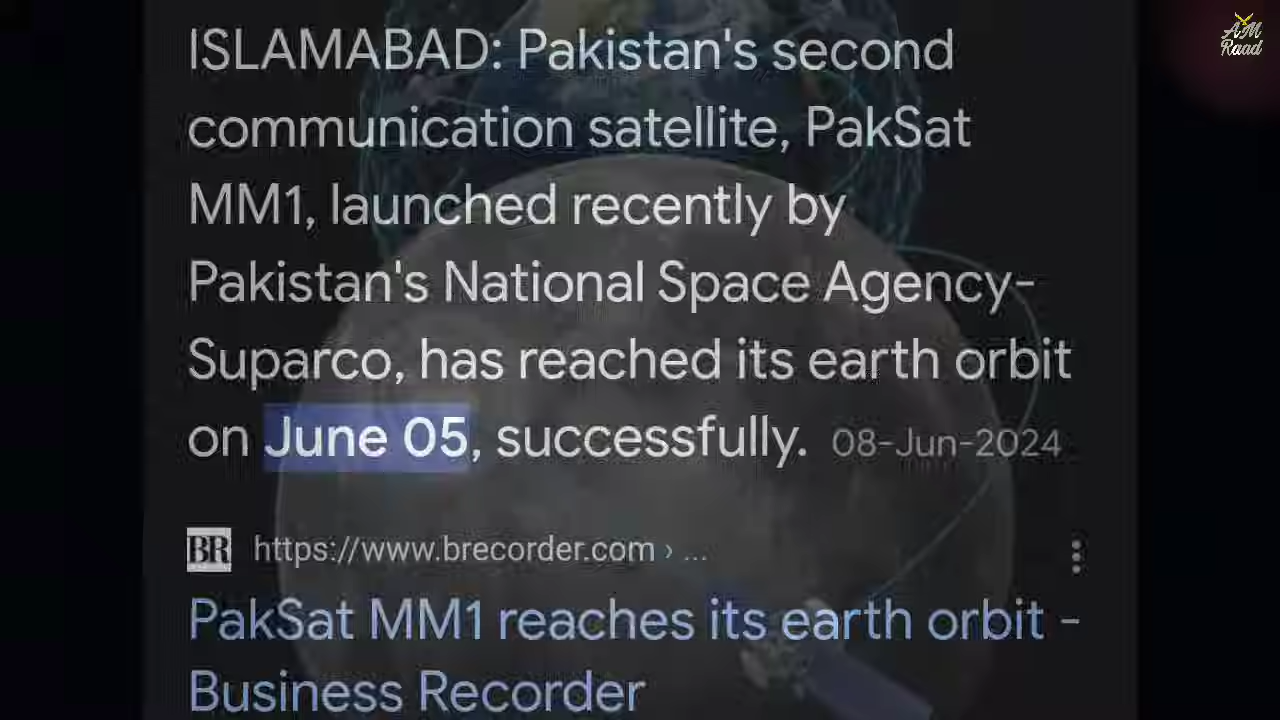 AM
Raad
ISLAMABAD: Pakistan's second
communication satellite, PakSat
MM1, launched recently by
Pakistan's National Space Agency-
Suparco, has reached its earth orbit
on June 05, successfully. 08-Jun-2024
BR https://www.brecorder.com › ...
PakSat MM1 reaches its earth orbit -
Business Recorder